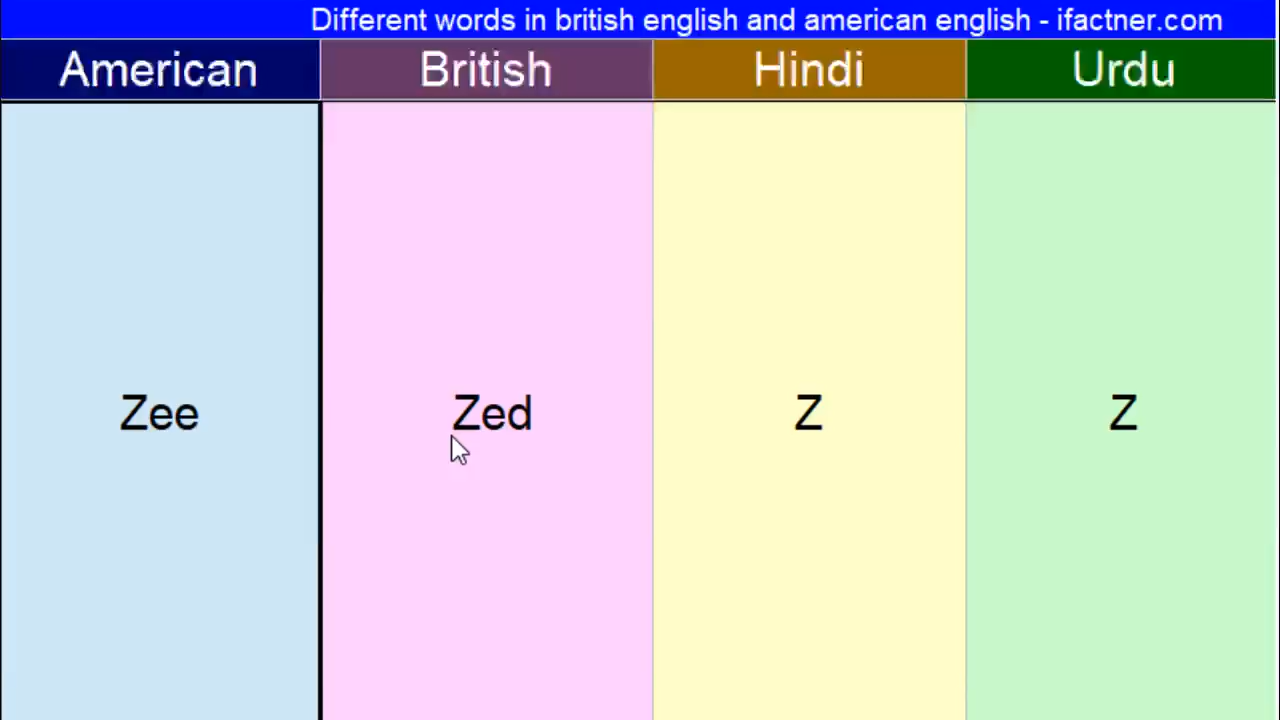 Different words in british english and american english - ifactner.com
American British Hindi Urdu
Zee Zed Z Z